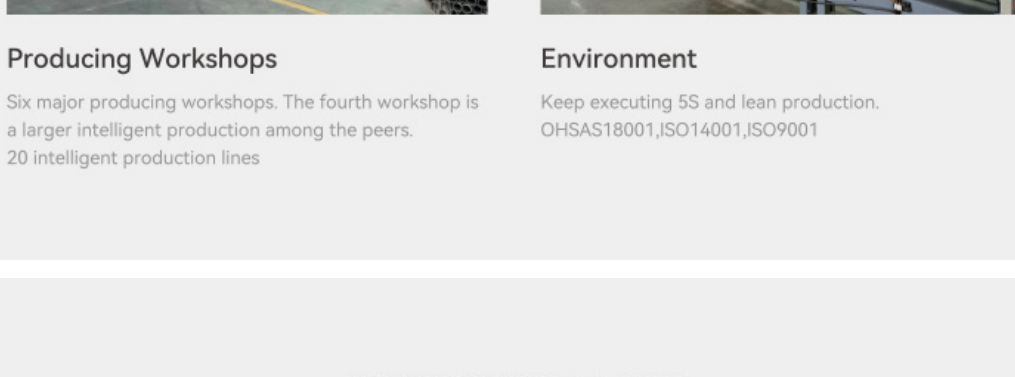 Producing Workshops
Six major producing workshops. The fourth workshop is
a larger intelligent production among the peers.
20 intelligent production lines
Environment
Keep executing 5S and lean production.
OHSAS18001,ISO14001,ISO9001